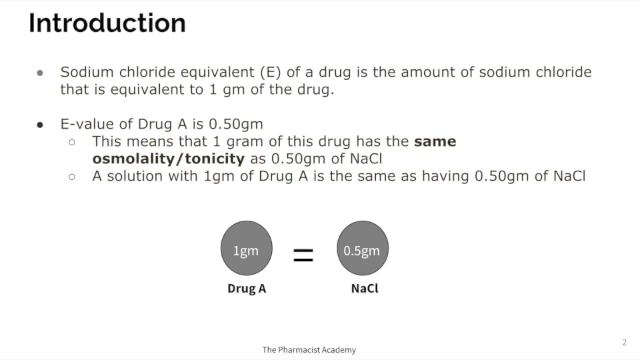 Introduction
● Sodium chloride equivalent (E) of a drug is the amount of sodium chloride
that is equivalent to 1 gm of the drug.
● E-value of Drug A is 0.50gm
○ This means that 1 gram of this drug has the same
osmolality/tonicity as 0.50gm of NaCl
○ A solution with 1gm of Drug A is the same as having 0.50gm of NaCl
1gm = 0.5gm
Drug A NaCl
The Pharmacist Academy 2